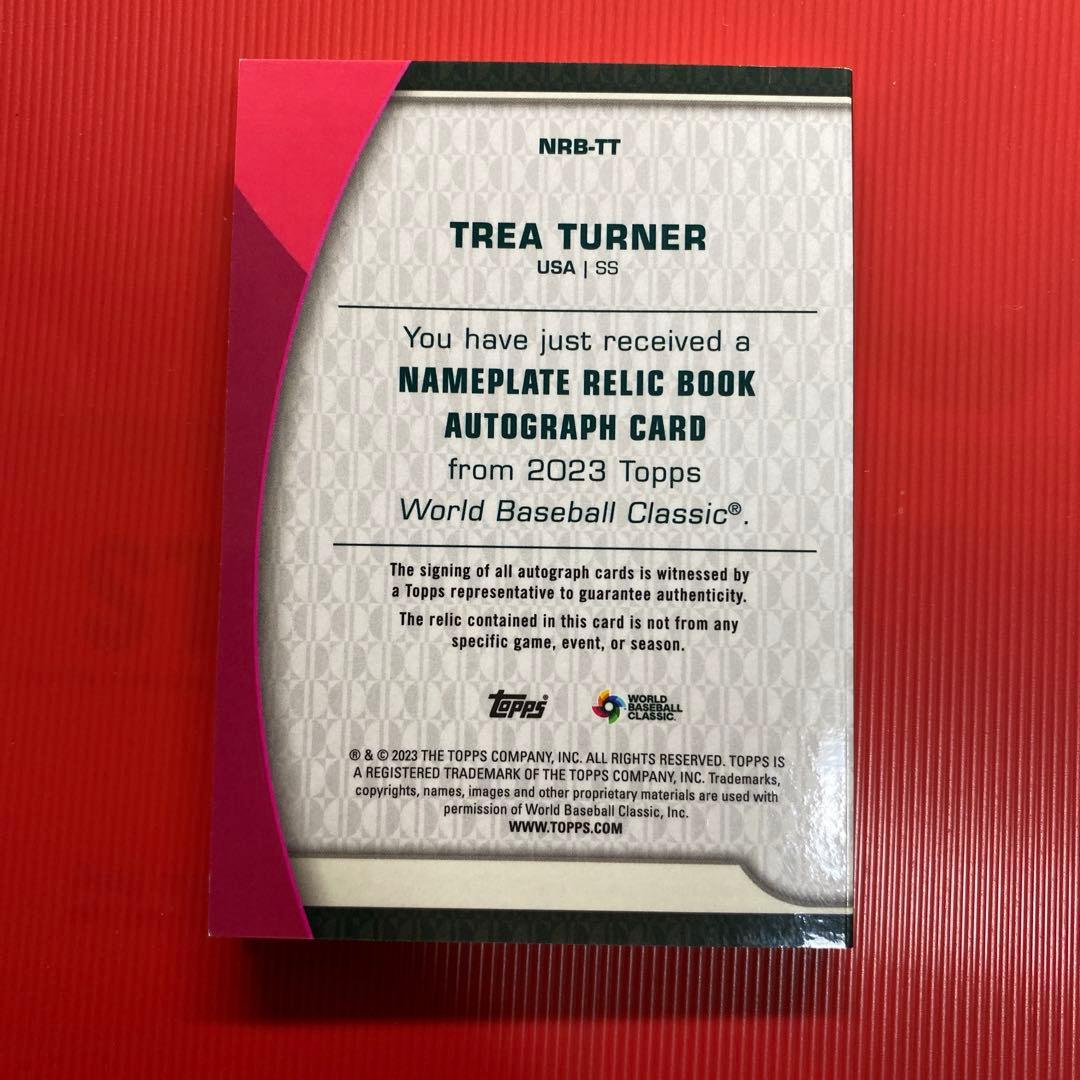 NRB-TT
TREA TURNER
USA | SS
You have just received a
NAMEPLATE RELIC BOOK
AUTOGRAPH CARD
from 2023 Topps
World Baseball Classic®.
The signing of all autograph cards is witnessed by
a Topps representative to guarantee authenticity.
The relic contained in this card is not from any
specific game, event, or season.
Topps®
WORLD
BASEBALL
CLASSIC
® & © 2023 THE TOPPS COMPANY, INC. ALL RIGHTS RESERVED. TOPPS IS
A REGISTERED TRADEMARK OF THE TOPPS COMPANY, INC. Trademarks,
copyrights, names, images and other proprietary materials are used with
permission of World Baseball Classic, Inc.
WWW.TOPPS.COM